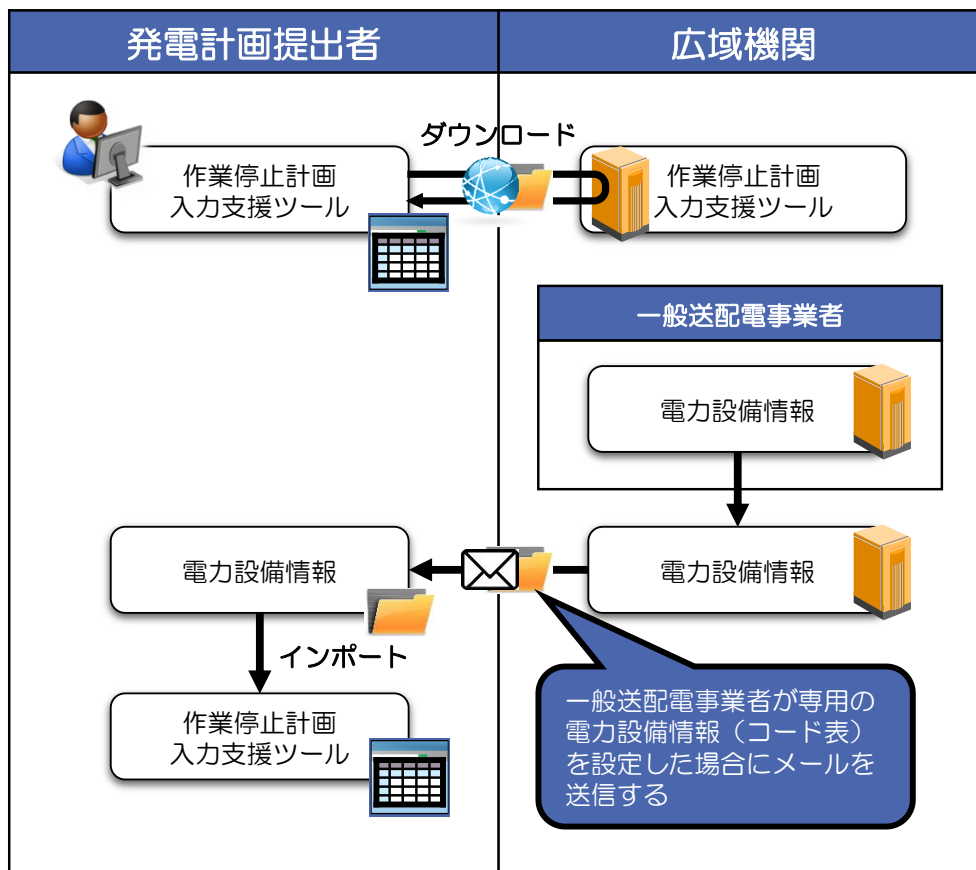 発電計画提出者
広域機関
ダウンロード
作業停止計画
入力支援ツール
作業停止計画
入力支援ツール
一般送配電事業者
電力設備情報
電力設備情報
電力設備情報
インポート
作業停止計画
入力支援ツール
一般送配電事業者が専用の
電力設備情報（コード表）
を設定した場合にメールを
送信する